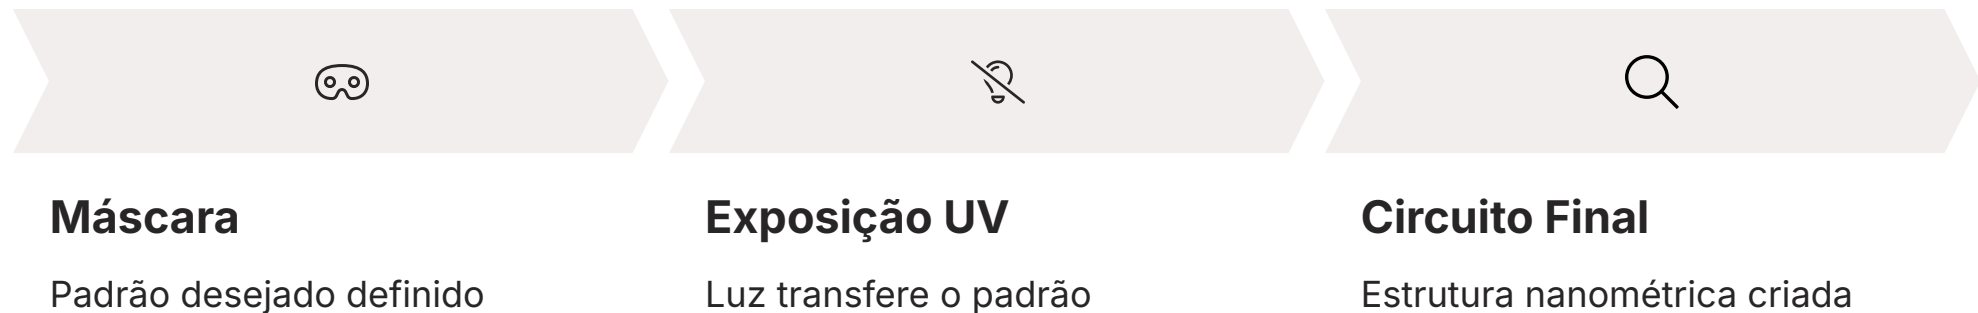 Máscara
Padrão desejado definido
Exposição UV
Luz transfere o padrão
Circuito Final
Estrutura nanométrica criada